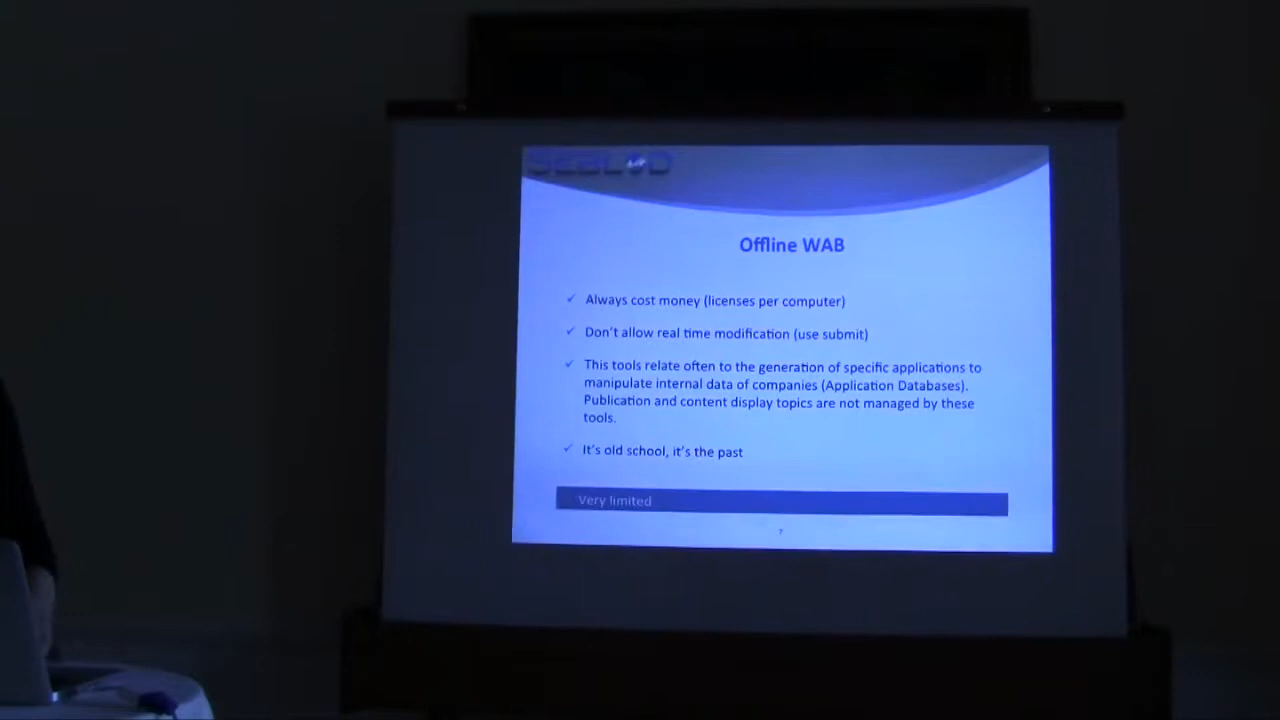 Offline WAB
✓ Always cost money (licenses per computer)
✓ Don't allow real time modification (use submit)
✓ This tools relate often to the generation of specific applications to
manipulate internal data of companies (Application Databases).
Publication and content display topics are not managed by these
tools.
✓ It's old school, it's the past
Very limited
7